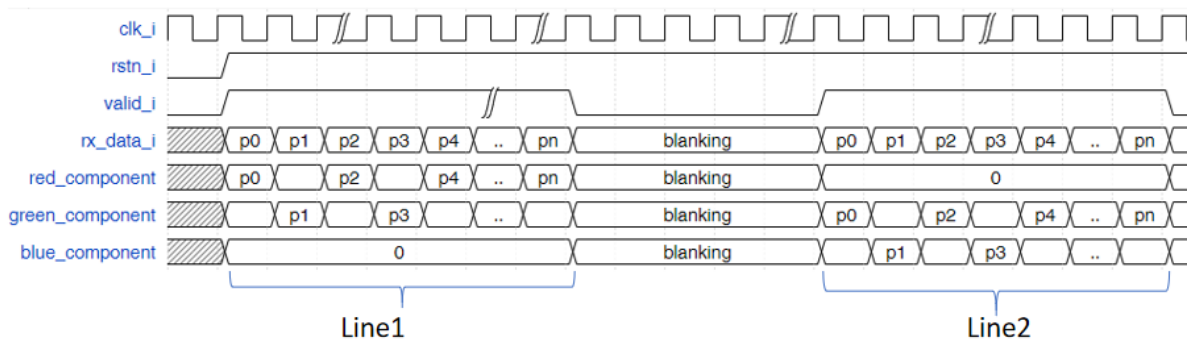 clk_i
rstn_i
valid_i
rx_data_i p0 p1 p2 p3 p4 .. pn blanking p0 p1 p2 p3 p4 .. pn
red_component p0 p2 p4 .. pn blanking 0
green_component p1 p3 .. blanking p0 p2 p4 .. pn
blue_component 0 blanking p1 p3 ..
Line1 Line2